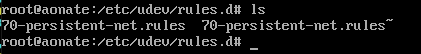 root@aonate:/etc/udev/rules.d# ls
70-persistent-net.rules  70-persistent-net.rules~
root@aonate:/etc/udev/rules.d# _